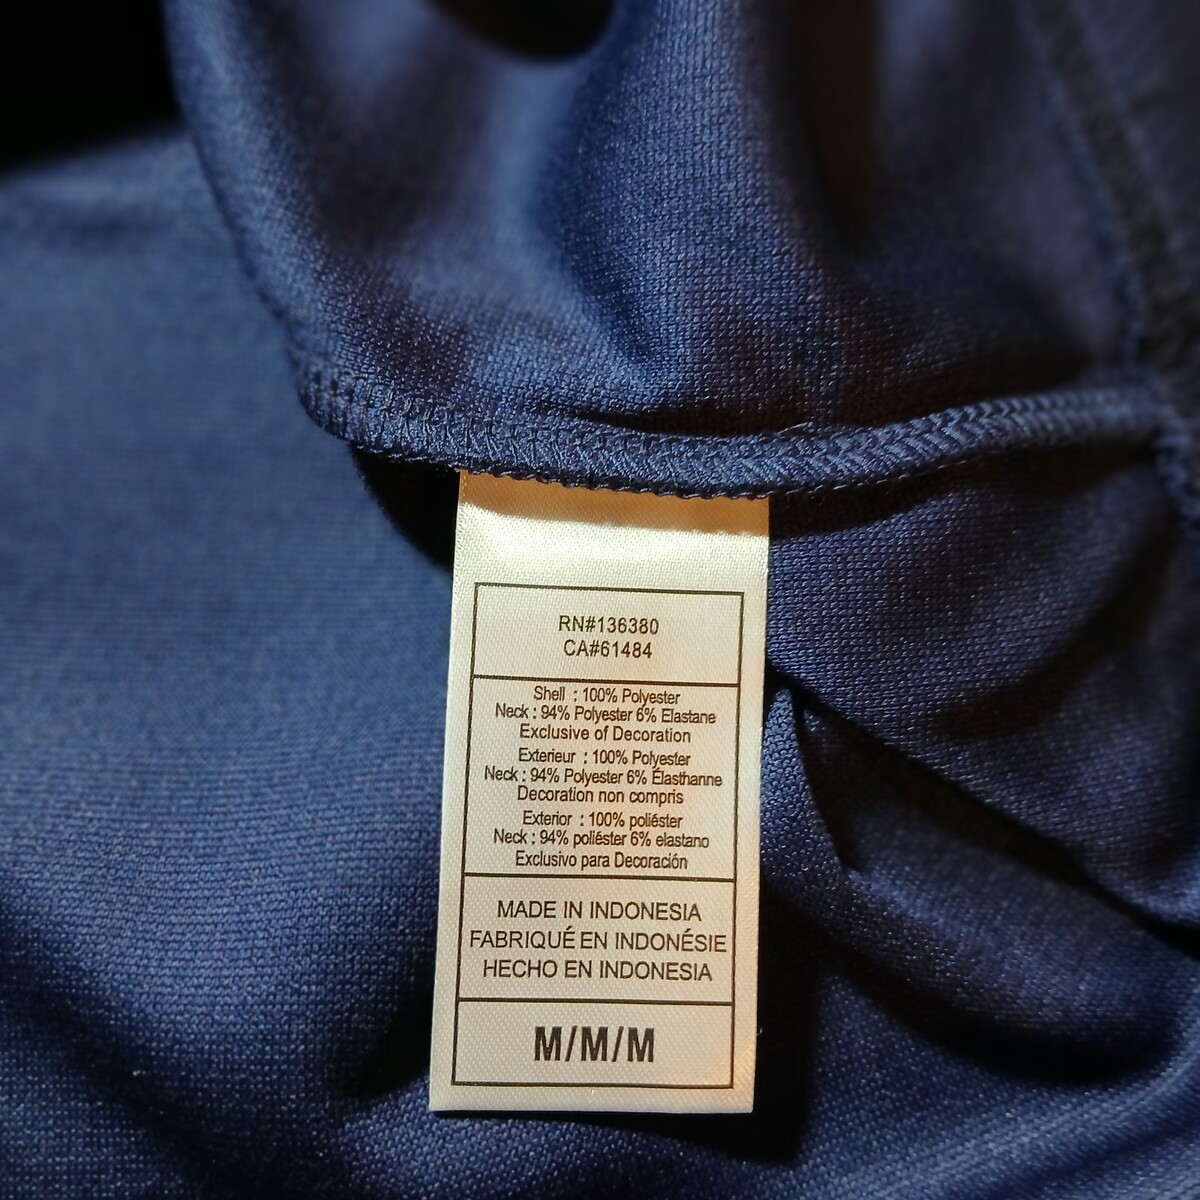 RN#136380
CA#61484
Shell : 100% Polyester
Neck : 94% Polyester 6% Elastane
Exclusive of Decoration
Exterieur : 100% Polyester
Neck : 94% Polyester 6% Élasthanne
Decoration non compris
Exterior : 100% poliéster
Neck : 94% poliéster 6% elastano
Exclusivo para Decoración
MADE IN INDONESIA
FABRIQUÉ EN INDONÉSIE
HECHO EN INDONESIA
M/M/M